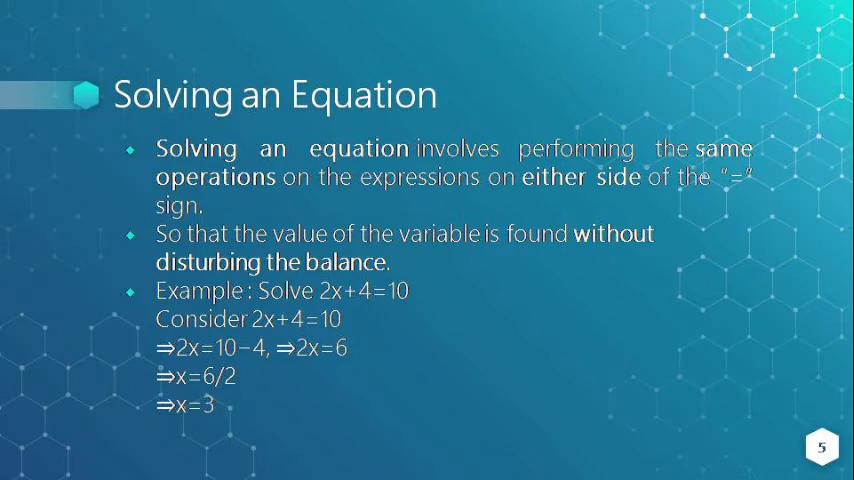 Solving an Equation
Solving an equation involves performing the same
operations on the expressions on either side of the “=”
sign.
So that the value of the variable is found without
disturbing the balance.
Example : Solve 2x+4=10
Consider 2x+4=10
⇒2x=10−4, ⇒2x=6
⇒x=6/2
⇒x=3
5